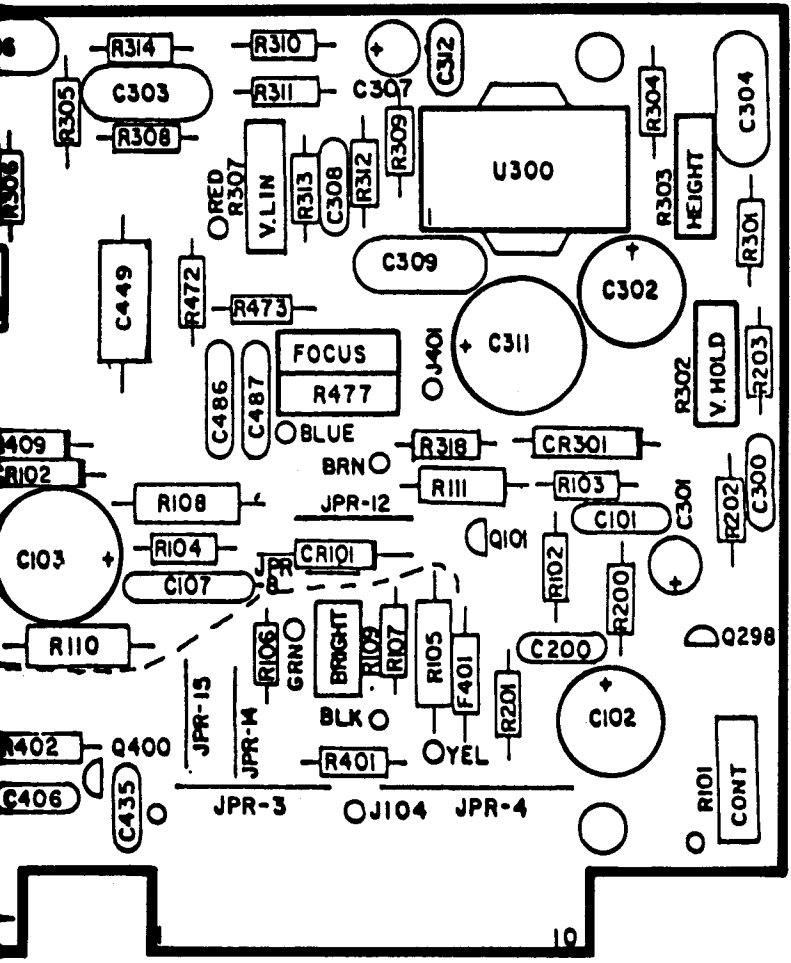 R314
R310
C312
06
C303
R311
C307
R305
R304
C304
R308
R309
R306
RED
R307
V.LIN
R313
C308
R312
U300
R303
HEIGHT
R301
C309
C449
R472
R473
C302
FOCUS
R477
J401
+
C311
R302
V. HOLD
R203
C486
C487
BLUE
409
CR102
BRN
R318
CR301
R108
JPR-12
R111
R103
C101
C301
R202
C300
C103
+
R104
JPR
8
CR101
Q101
R102
R200
C107
R110
R106
GRN
BRIGHT
R109
R107
R105
F401
C200
Q298
R201
+
C102
JPR-15
JPR-14
BLK
YEL
R402
Q400
R401
R101
CONT
C406
C435
JPR-3
J104
JPR-4
10